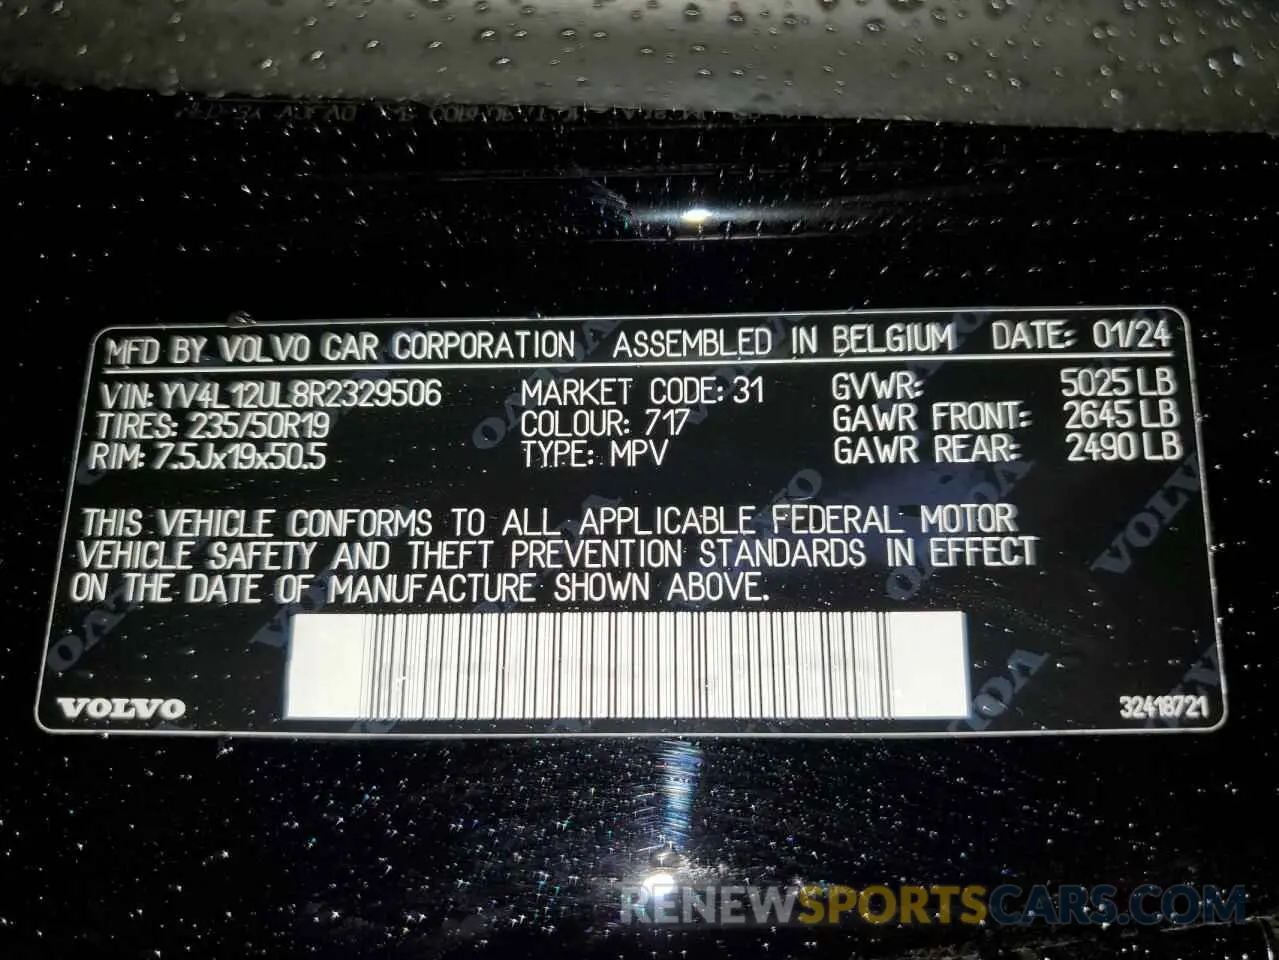 MFD BY VOLVO CAR CORPORATION ASSEMBLED IN BELGIUM DATE: 01/24
VIN: YV4L12UL8R2329506 MARKET CODE: 31 GVWR: 5025 LB
TIRES: 235/50R19 COLOUR: 717 GAWR FRONT: 2645 LB
RIM: 7.5Jx19x50.5 TYPE: MPV GAWR REAR: 2490 LB
THIS VEHICLE CONFORMS TO ALL APPLICABLE FEDERAL MOTOR
VEHICLE SAFETY AND THEFT PREVENTION STANDARDS IN EFFECT
ON THE DATE OF MANUFACTURE SHOWN ABOVE.
VOLVO 32418721
RENEWSPORTSCARS.COM